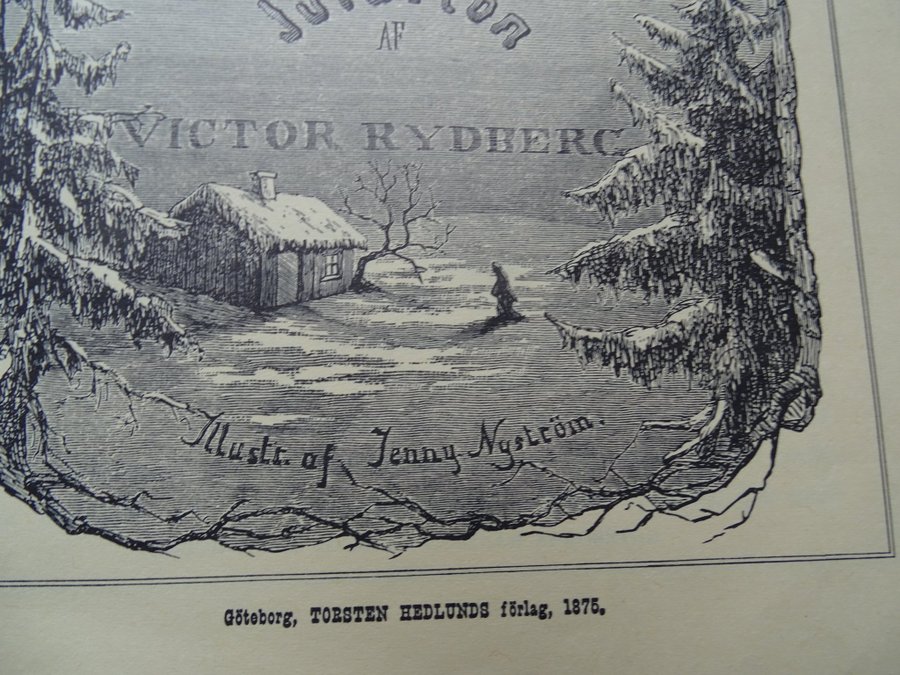 AF
VICTOR RYDBERG
Illustr. af Jenny Nyström.
Göteborg, TORSTEN HEDLUNDS förlag, 1875.